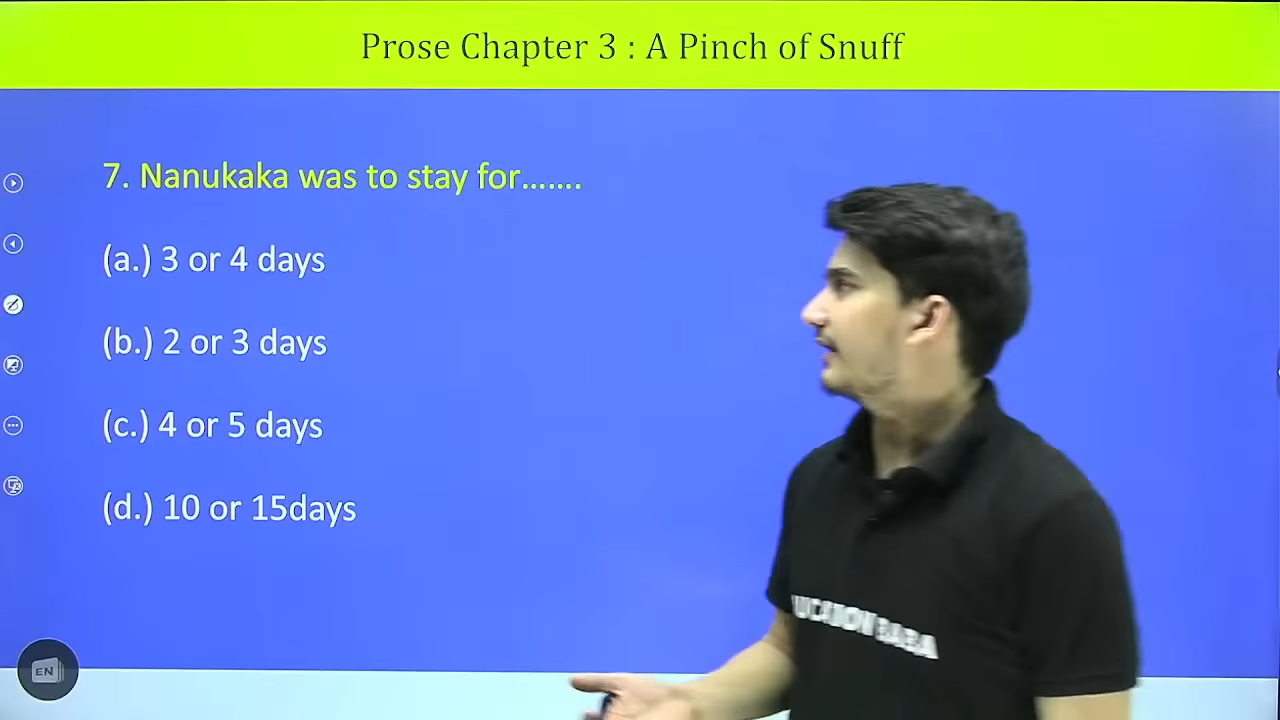 Prose Chapter 3 : A Pinch of Snuff
7. Nanukaka was to stay for.......
(a.) 3 or 4 days
(b.) 2 or 3 days
(c.) 4 or 5 days
(d.) 10 or 15days
EN
BABA